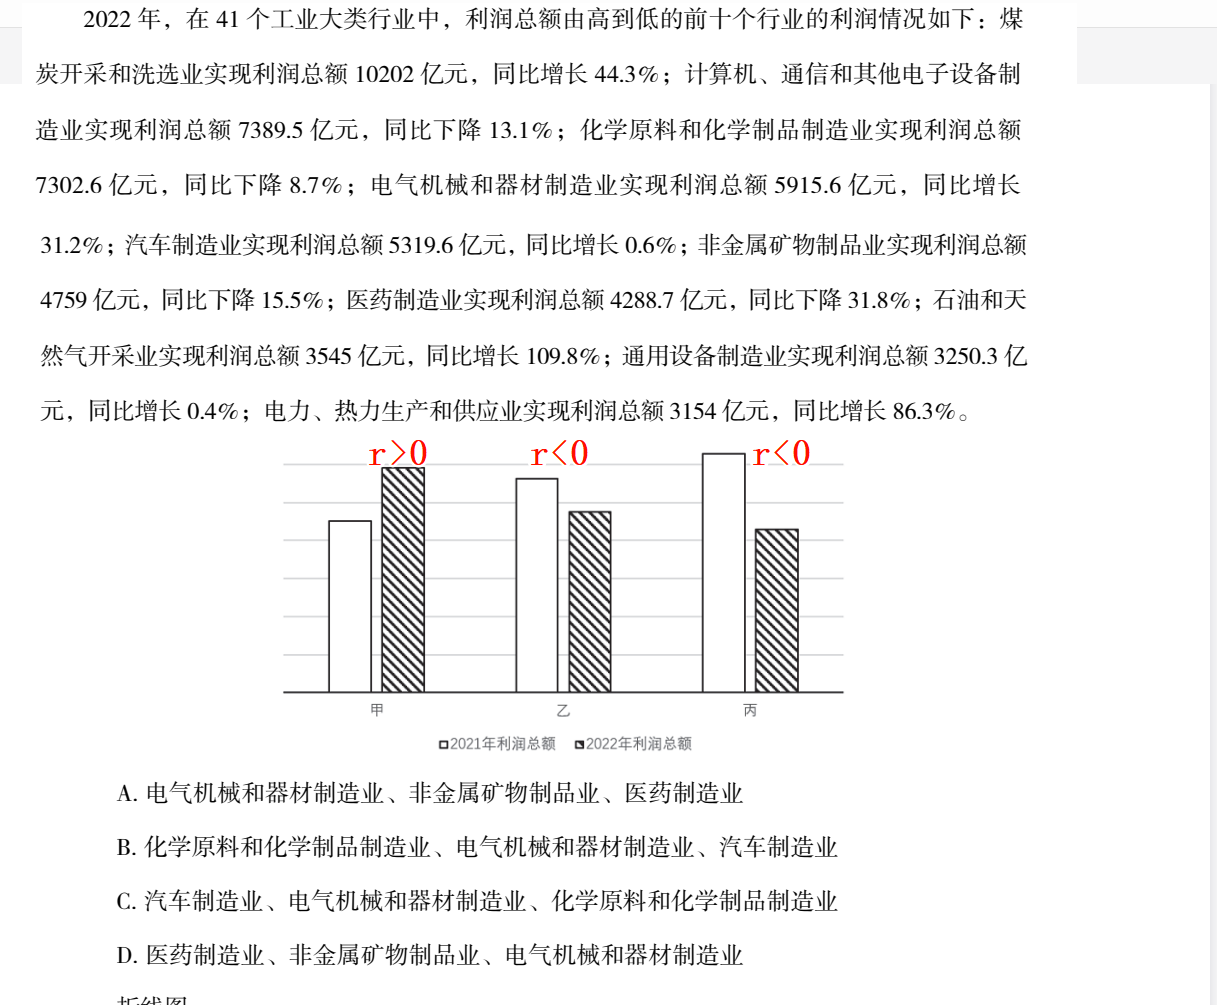 2022 年，在 41 个工业大类行业中，利润总额由高到低的前十个行业的利润情况如下：煤
炭开采和洗选业实现利润总额 10202 亿元，同比增长 44.3%；计算机、通信和其他电子设备制
造业实现利润总额 7389.5 亿元，同比下降 13.1%；化学原料和化学制品制造业实现利润总额
7302.6 亿元，同比下降 8.7%；电气机械和器材制造业实现利润总额 5915.6 亿元，同比增长
31.2%；汽车制造业实现利润总额 5319.6 亿元，同比增长 0.6%；非金属矿物制品业实现利润总额
4759 亿元，同比下降 15.5%；医药制造业实现利润总额 4288.7 亿元，同比下降 31.8%；石油和天
然气开采业实现利润总额 3545 亿元，同比增长 109.8%；通用设备制造业实现利润总额 3250.3 亿
元，同比增长 0.4%；电力、热力生产和供应业实现利润总额 3154 亿元，同比增长 86.3%。
r>0 r<0 r<0
甲 乙 丙
2021年利润总额 2022年利润总额
A. 电气机械和器材制造业、非金属矿物制品业、医药制造业
B. 化学原料和化学制品制造业、电气机械和器材制造业、汽车制造业
C. 汽车制造业、电气机械和器材制造业、化学原料和化学制品制造业
D. 医药制造业、非金属矿物制品业、电气机械和器材制造业
折线图